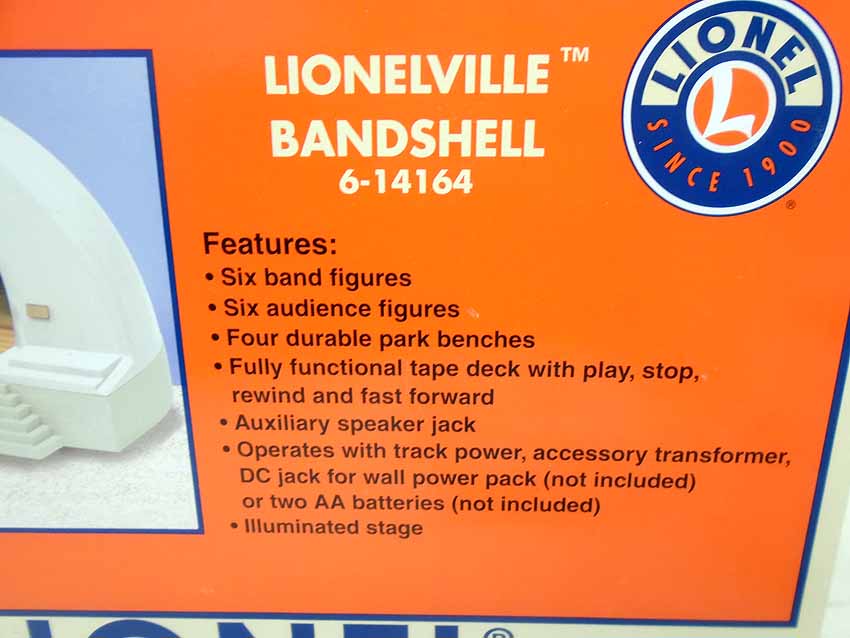 LIONELVILLE™
BANDSHELL
6-14164
LIONEL
SINCE 1900
®
Features:
• Six band figures
• Six audience figures
• Four durable park benches
• Fully functional tape deck with play, stop,
rewind and fast forward
• Auxiliary speaker jack
• Operates with track power, accessory transformer,
DC jack for wall power pack (not included)
or two AA batteries (not included)
• Illuminated stage
LIONEL®